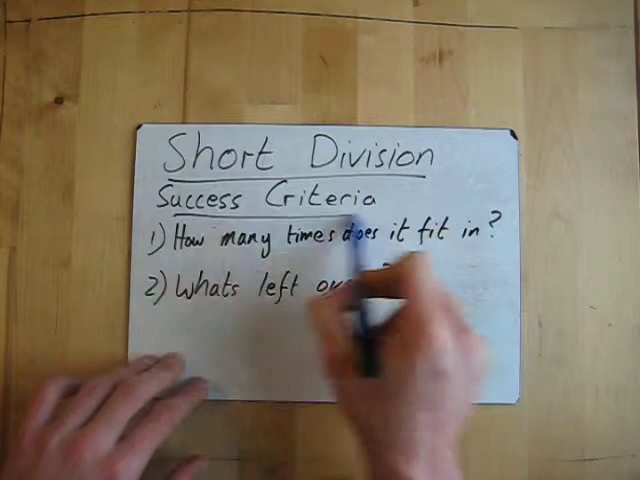 Short Division
Success Criteria
1) How many times does it fit in?
2) Whats left